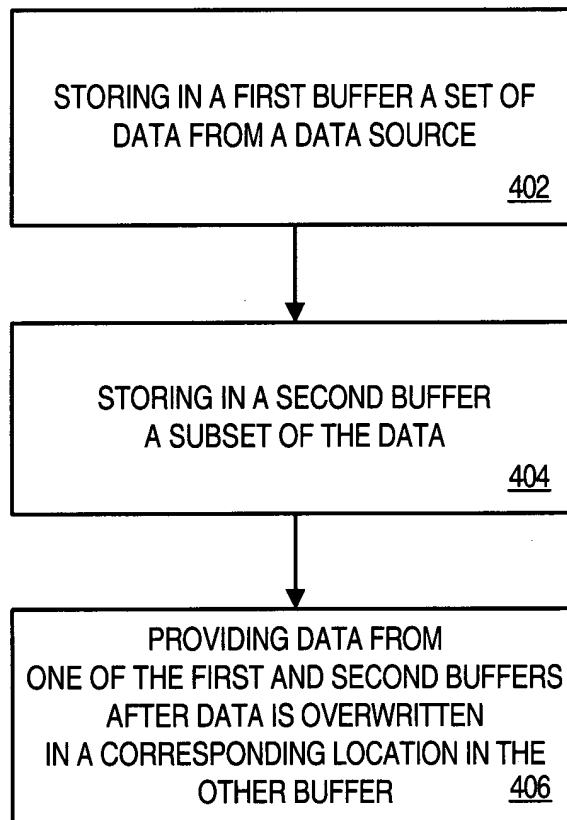 STORING IN A FIRST BUFFER A SET OF
DATA FROM A DATA SOURCE
402
STORING IN A SECOND BUFFER
A SUBSET OF THE DATA
404
PROVIDING DATA FROM
ONE OF THE FIRST AND SECOND BUFFERS
AFTER DATA IS OVERWRITTEN
IN A CORRESPONDING LOCATION IN THE
OTHER BUFFER 406